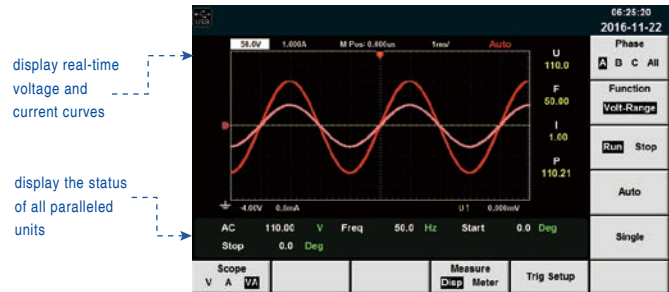 USB
06:25:20
2016-11-22
50.0V 1.000A M Pos: 0.000us 1ms/ Auto
display real-time
voltage and
current curves
U
110.0
F
50.00
I
1.00
P
110.21
display the status
of all paralleled
units
-4.00V 0.0mA U1 0.000mV
AC 110.00 V Freq 50.0 Hz Start 0.0 Deg
Stop 0.0 Deg
Phase
A B C All
Function
Volt-Range
Run Stop
Auto
Single
Scope
V A VA
Measure
Disp Meter
Trig Setup